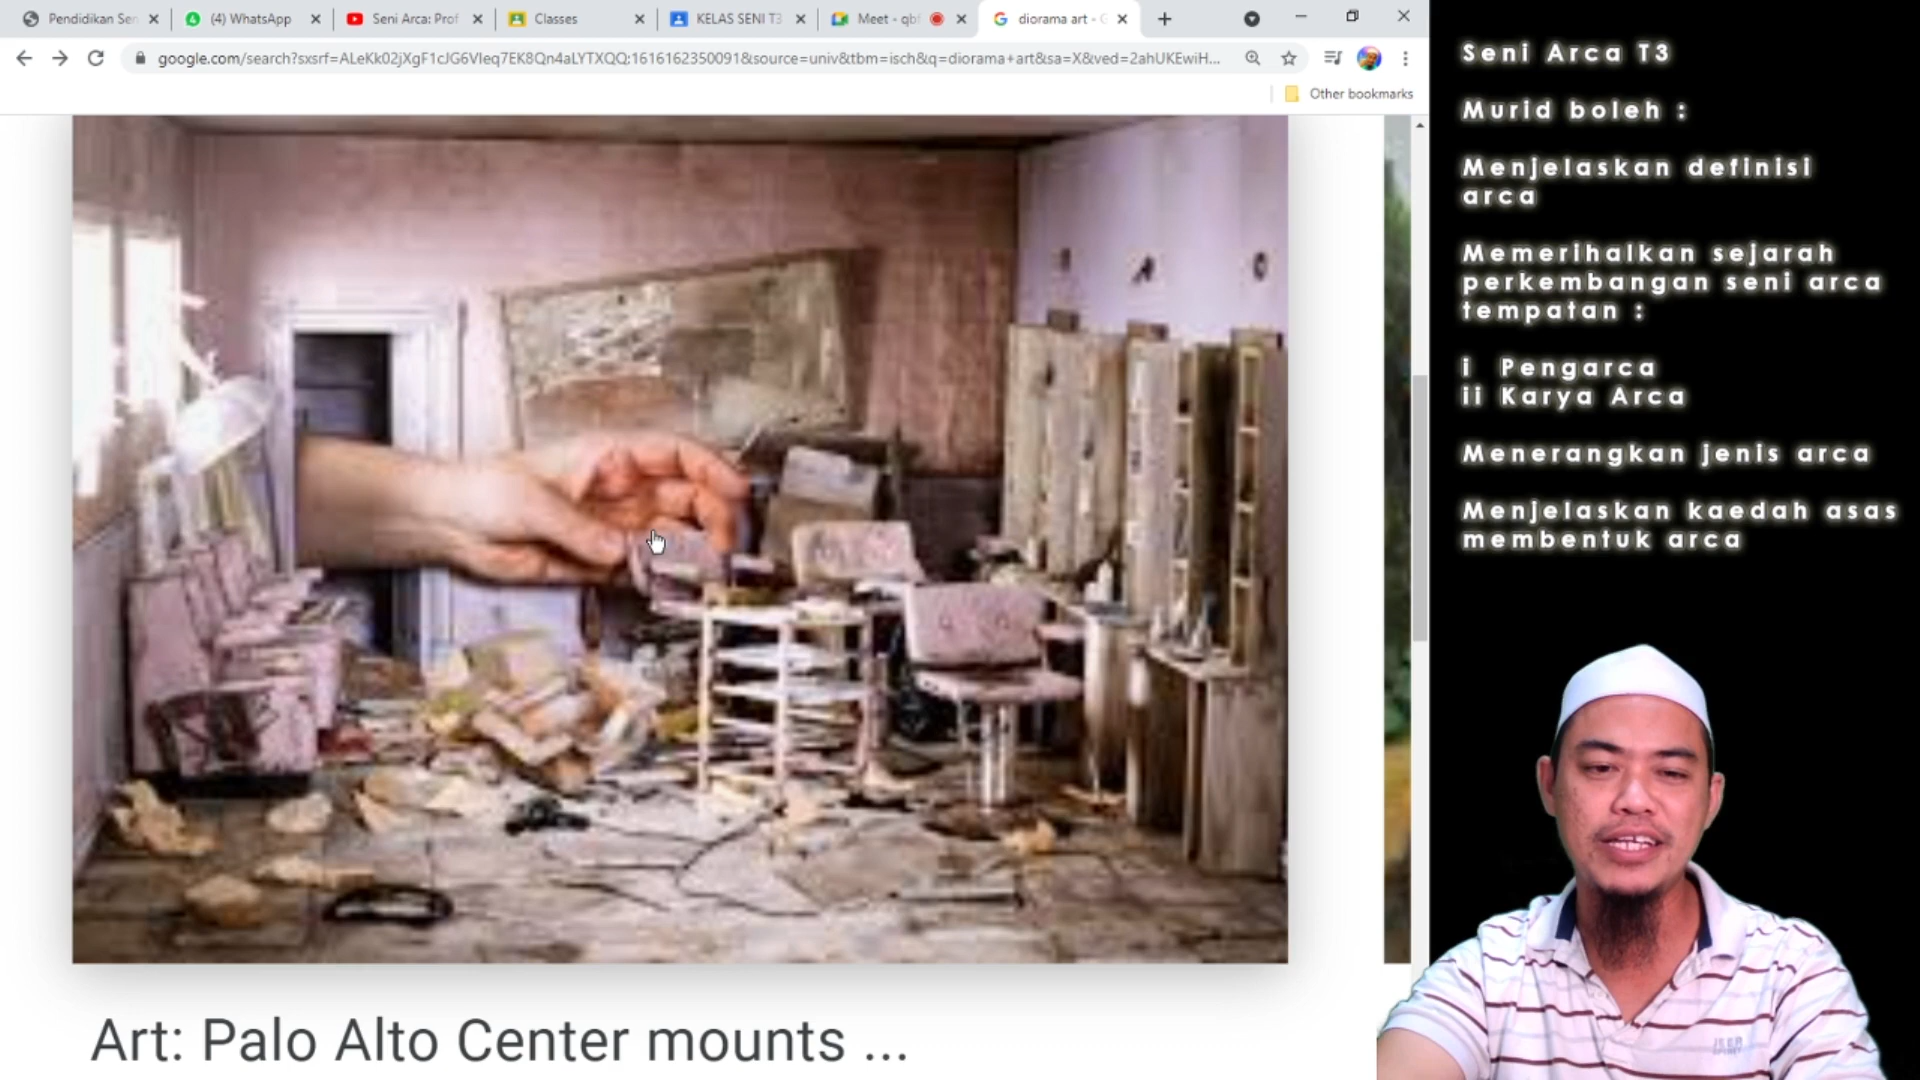 Pendidikan Sen
(4) WhatsApp
Seni Arca: Prof
Classes
KELAS SENI T3
Meet - qbf
diorama art - G
google.com/search?sxsrf=ALeKk02jXgF1cJG6VIeq7EK8Qn4aLYTXQQ:1616162350091&source=univ&tbm=isch&q=diorama+art&sa=X&ved=2ahUKEwiH...
Other bookmarks
Art: Palo Alto Center mounts ...
Seni Arca T3
Murid boleh :
Menjelaskan definisi
arca
Memerihalkan sejarah
perkembangan seni arca
tempatan :
i Pengarca
ii Karya Arca
Menerangkan jenis arca
Menjelaskan kaedah asas
membentuk arca